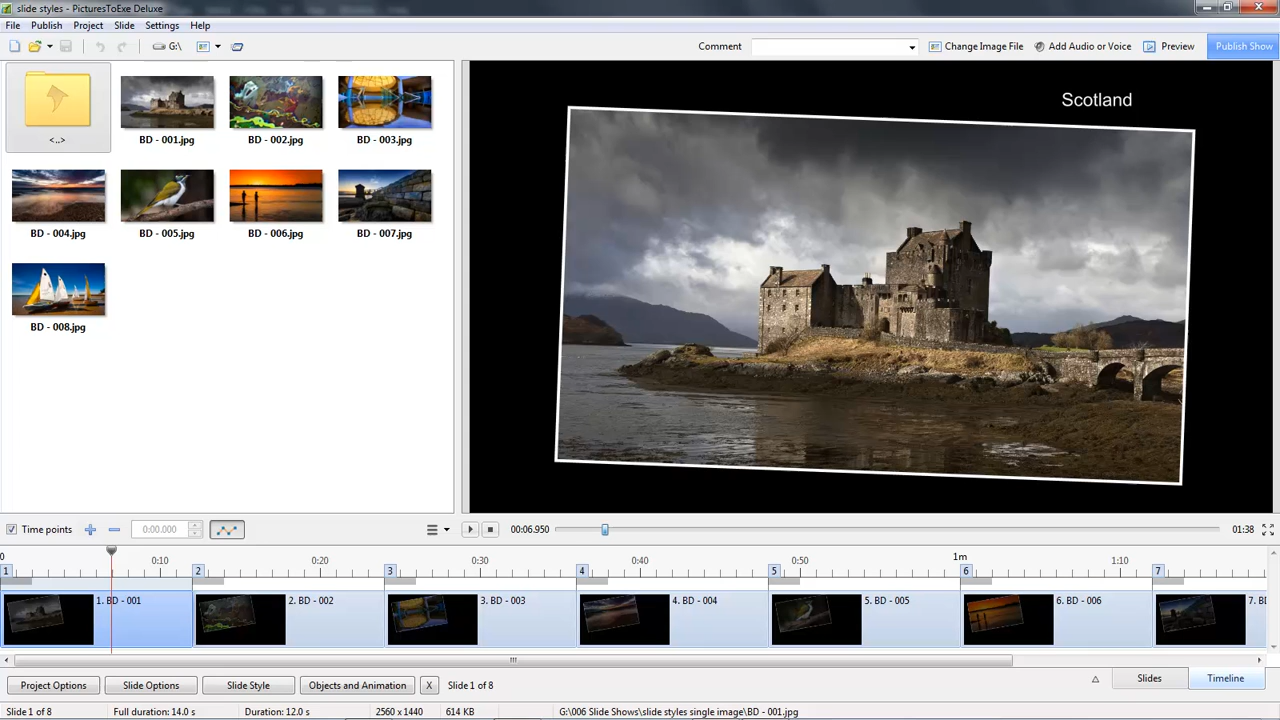 slide styles - PicturesToExe Deluxe
File Publish Project Slide Settings Help
G:\ Comment Change Image File Add Audio or Voice Preview Publish Show
<..> BD - 001.jpg BD - 002.jpg BD - 003.jpg
BD - 004.jpg BD - 005.jpg BD - 006.jpg BD - 007.jpg
BD - 008.jpg
Scotland
Time points 0:00.000 00:06.950 01:38
0 0:10 0:20 0:30 0:40 0:50 1m 1:10
1 2 3 4 5 6 7
1. BD - 001 2. BD - 002 3. BD - 003 4. BD - 004 5. BD - 005 6. BD - 006 7. BD
Project Options Slide Options Slide Style Objects and Animation X Slide 1 of 8 Slides Timeline
Slide 1 of 8 Full duration: 14.0 s Duration: 12.0 s 2560 x 1440 614 KB G:\006 Slide Shows\slide styles single image\BD - 001.jpg